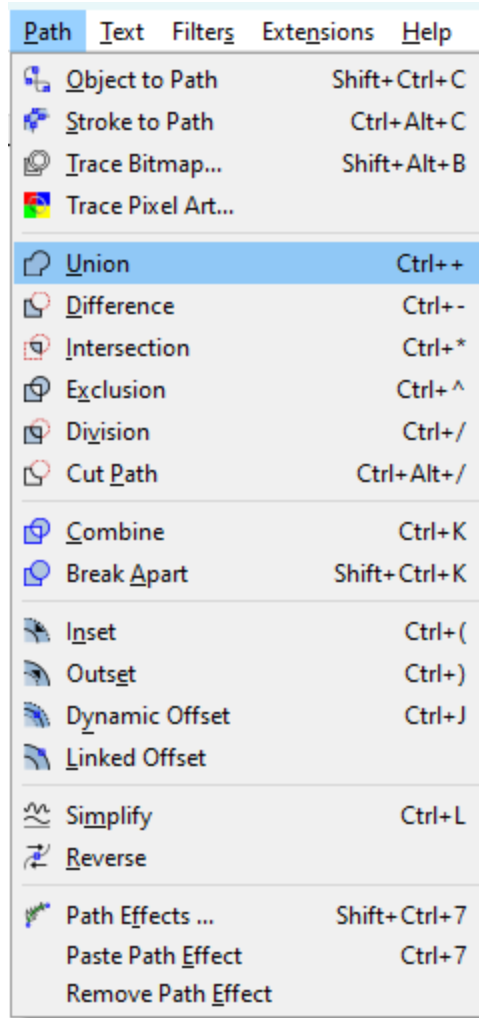 Path Text Filters Extensions Help
Object to Path Shift+Ctrl+C
Stroke to Path Ctrl+Alt+C
Trace Bitmap... Shift+Alt+B
Trace Pixel Art...
Union Ctrl++
Difference Ctrl+-
Intersection Ctrl+*
Exclusion Ctrl+^
Division Ctrl+/
Cut Path Ctrl+Alt+/
Combine Ctrl+K
Break Apart Shift+Ctrl+K
Inset Ctrl+(
Outset Ctrl+)
Dynamic Offset Ctrl+J
Linked Offset
Simplify Ctrl+L
Reverse
Path Effects ... Shift+Ctrl+7
Paste Path Effect Ctrl+7
Remove Path Effect